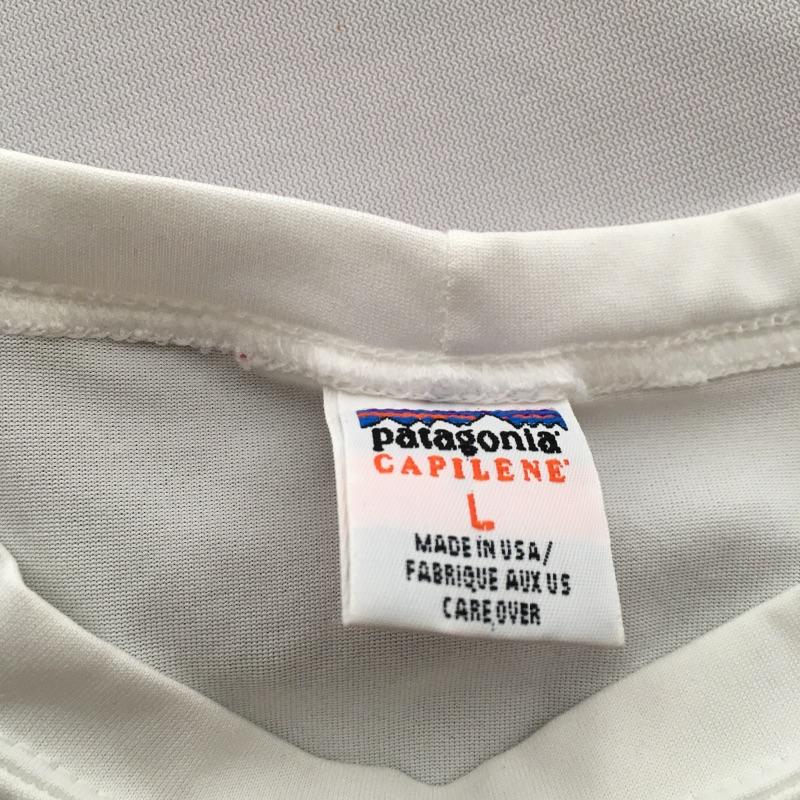 patagonia®
CAPILENE®
L
MADE IN USA/
FABRIQUE AUX US
CARE OVER